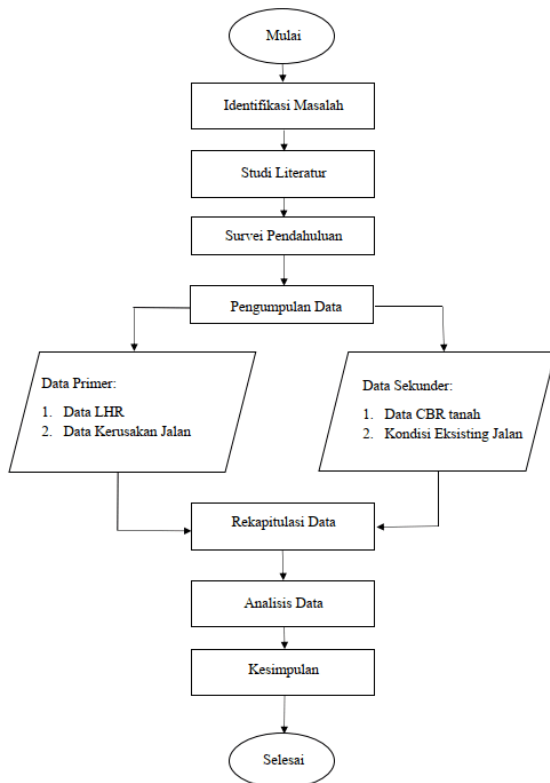 Mulai
Identifikasi Masalah
Studi Literatur
Survei Pendahuluan
Pengumpulan Data
Data Primer:
1. Data LHR
2. Data Kerusakan Jalan
Data Sekunder:
1. Data CBR tanah
2. Kondisi Eksisting Jalan
Rekapitulasi Data
Analisis Data
Kesimpulan
Selesai